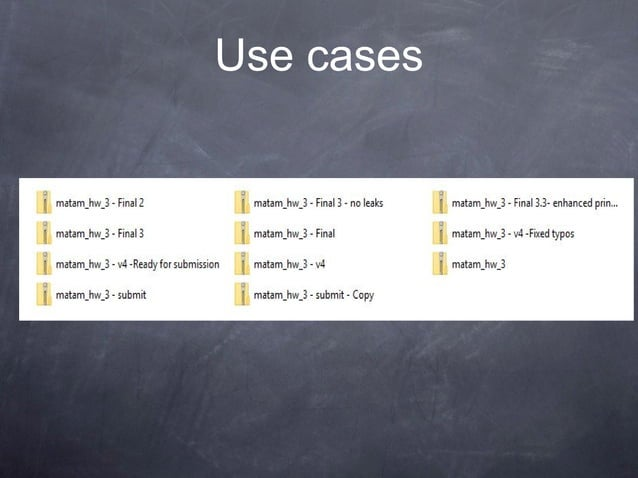 Use cases
matam_hw_3 - Final 2
matam_hw_3 - Final 3 - no leaks
matam_hw_3 - Final 3.3- enhanced prin...
matam_hw_3 - Final 3
matam_hw_3 - Final
matam_hw_3 - v4 -Fixed typos
matam_hw_3 - v4 -Ready for submission
matam_hw_3 - v4
matam_hw_3
matam_hw_3 - submit
matam_hw_3 - submit - Copy